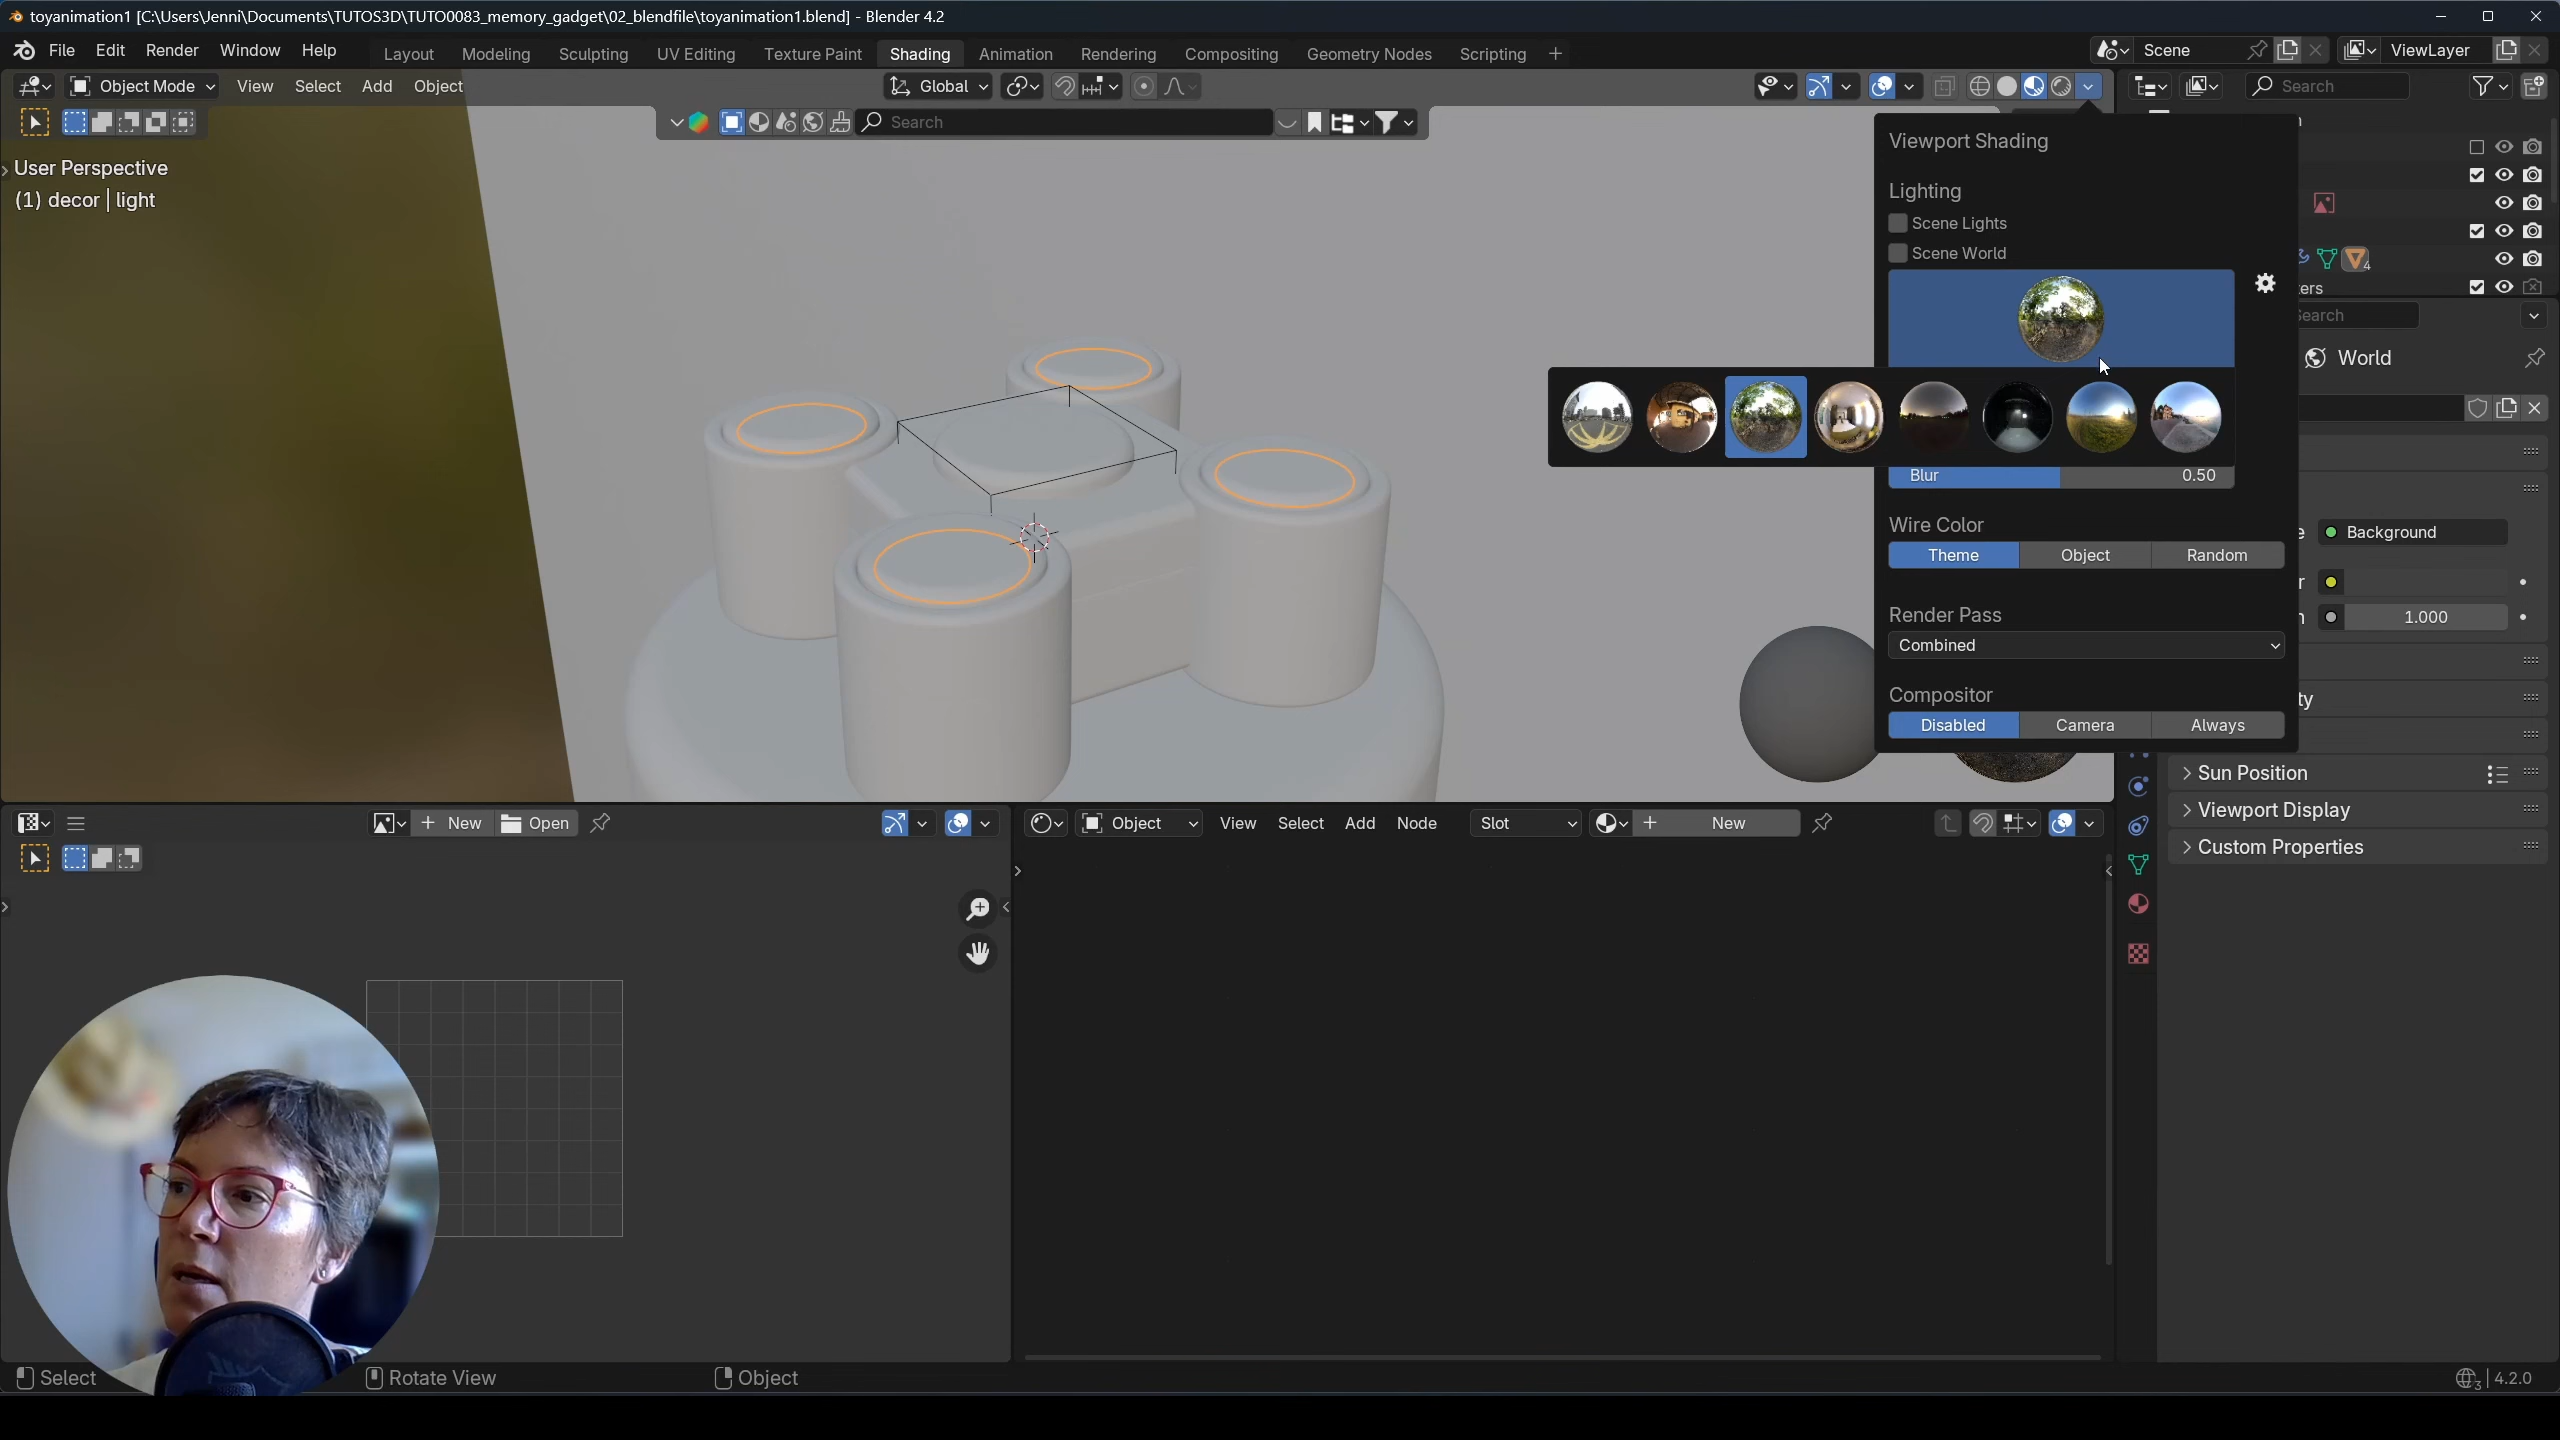 toyanimation1 [C:\Users\Jenni\Documents\TUTOS3D\TUTO0083_memory_gadget\02_blendfile\toyanimation1.blend] - Blender 4.2
File Edit Render Window Help
Layout Modeling Sculpting UV Editing Texture Paint Shading Animation Rendering Compositing Geometry Nodes Scripting
Scene
ViewLayer
Object Mode View Select Add Object
Global
Search
Search
User Perspective
(1) decor | light
Viewport Shading
Lighting
Scene Lights
Scene World
Blur 0.50
Wire Color
Theme Object Random
Render Pass
Combined
Compositor
Disabled Camera Always
4
ters
Search
World
Background
1.000
ty
Sun Position
Viewport Display
Custom Properties
New Open
Object View Select Add Node Slot New
Select Rotate View Object
3 4.2.0